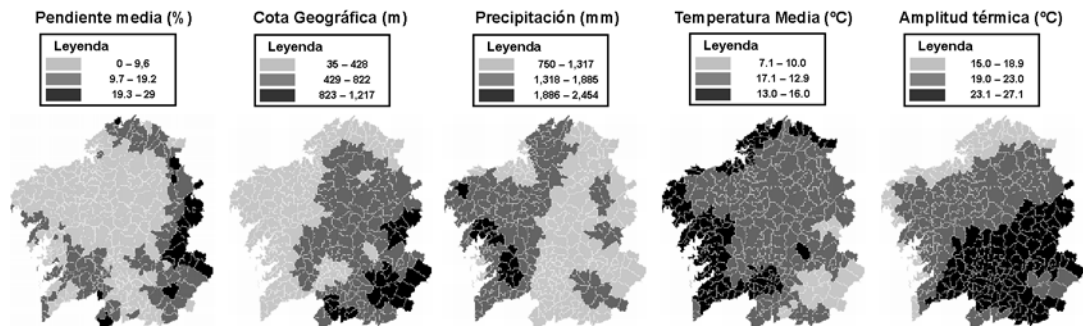 Pendiente media (%)
Leyenda
0 – 9,6
9.7 – 19.2
19.3 – 29
Cota Geográfica (m)
Leyenda
35 – 428
429 – 822
823 – 1,217
Precipitación (mm)
Leyenda
750 – 1,317
1,318 – 1,885
1,886 – 2,454
Temperatura Media (ºC)
Leyenda
7.1 – 10.0
17.1 – 12.9
13.0 – 16.0
Amplitud térmica (ºC)
Leyenda
15.0 – 18.9
19.0 – 23.0
23.1 – 27.1